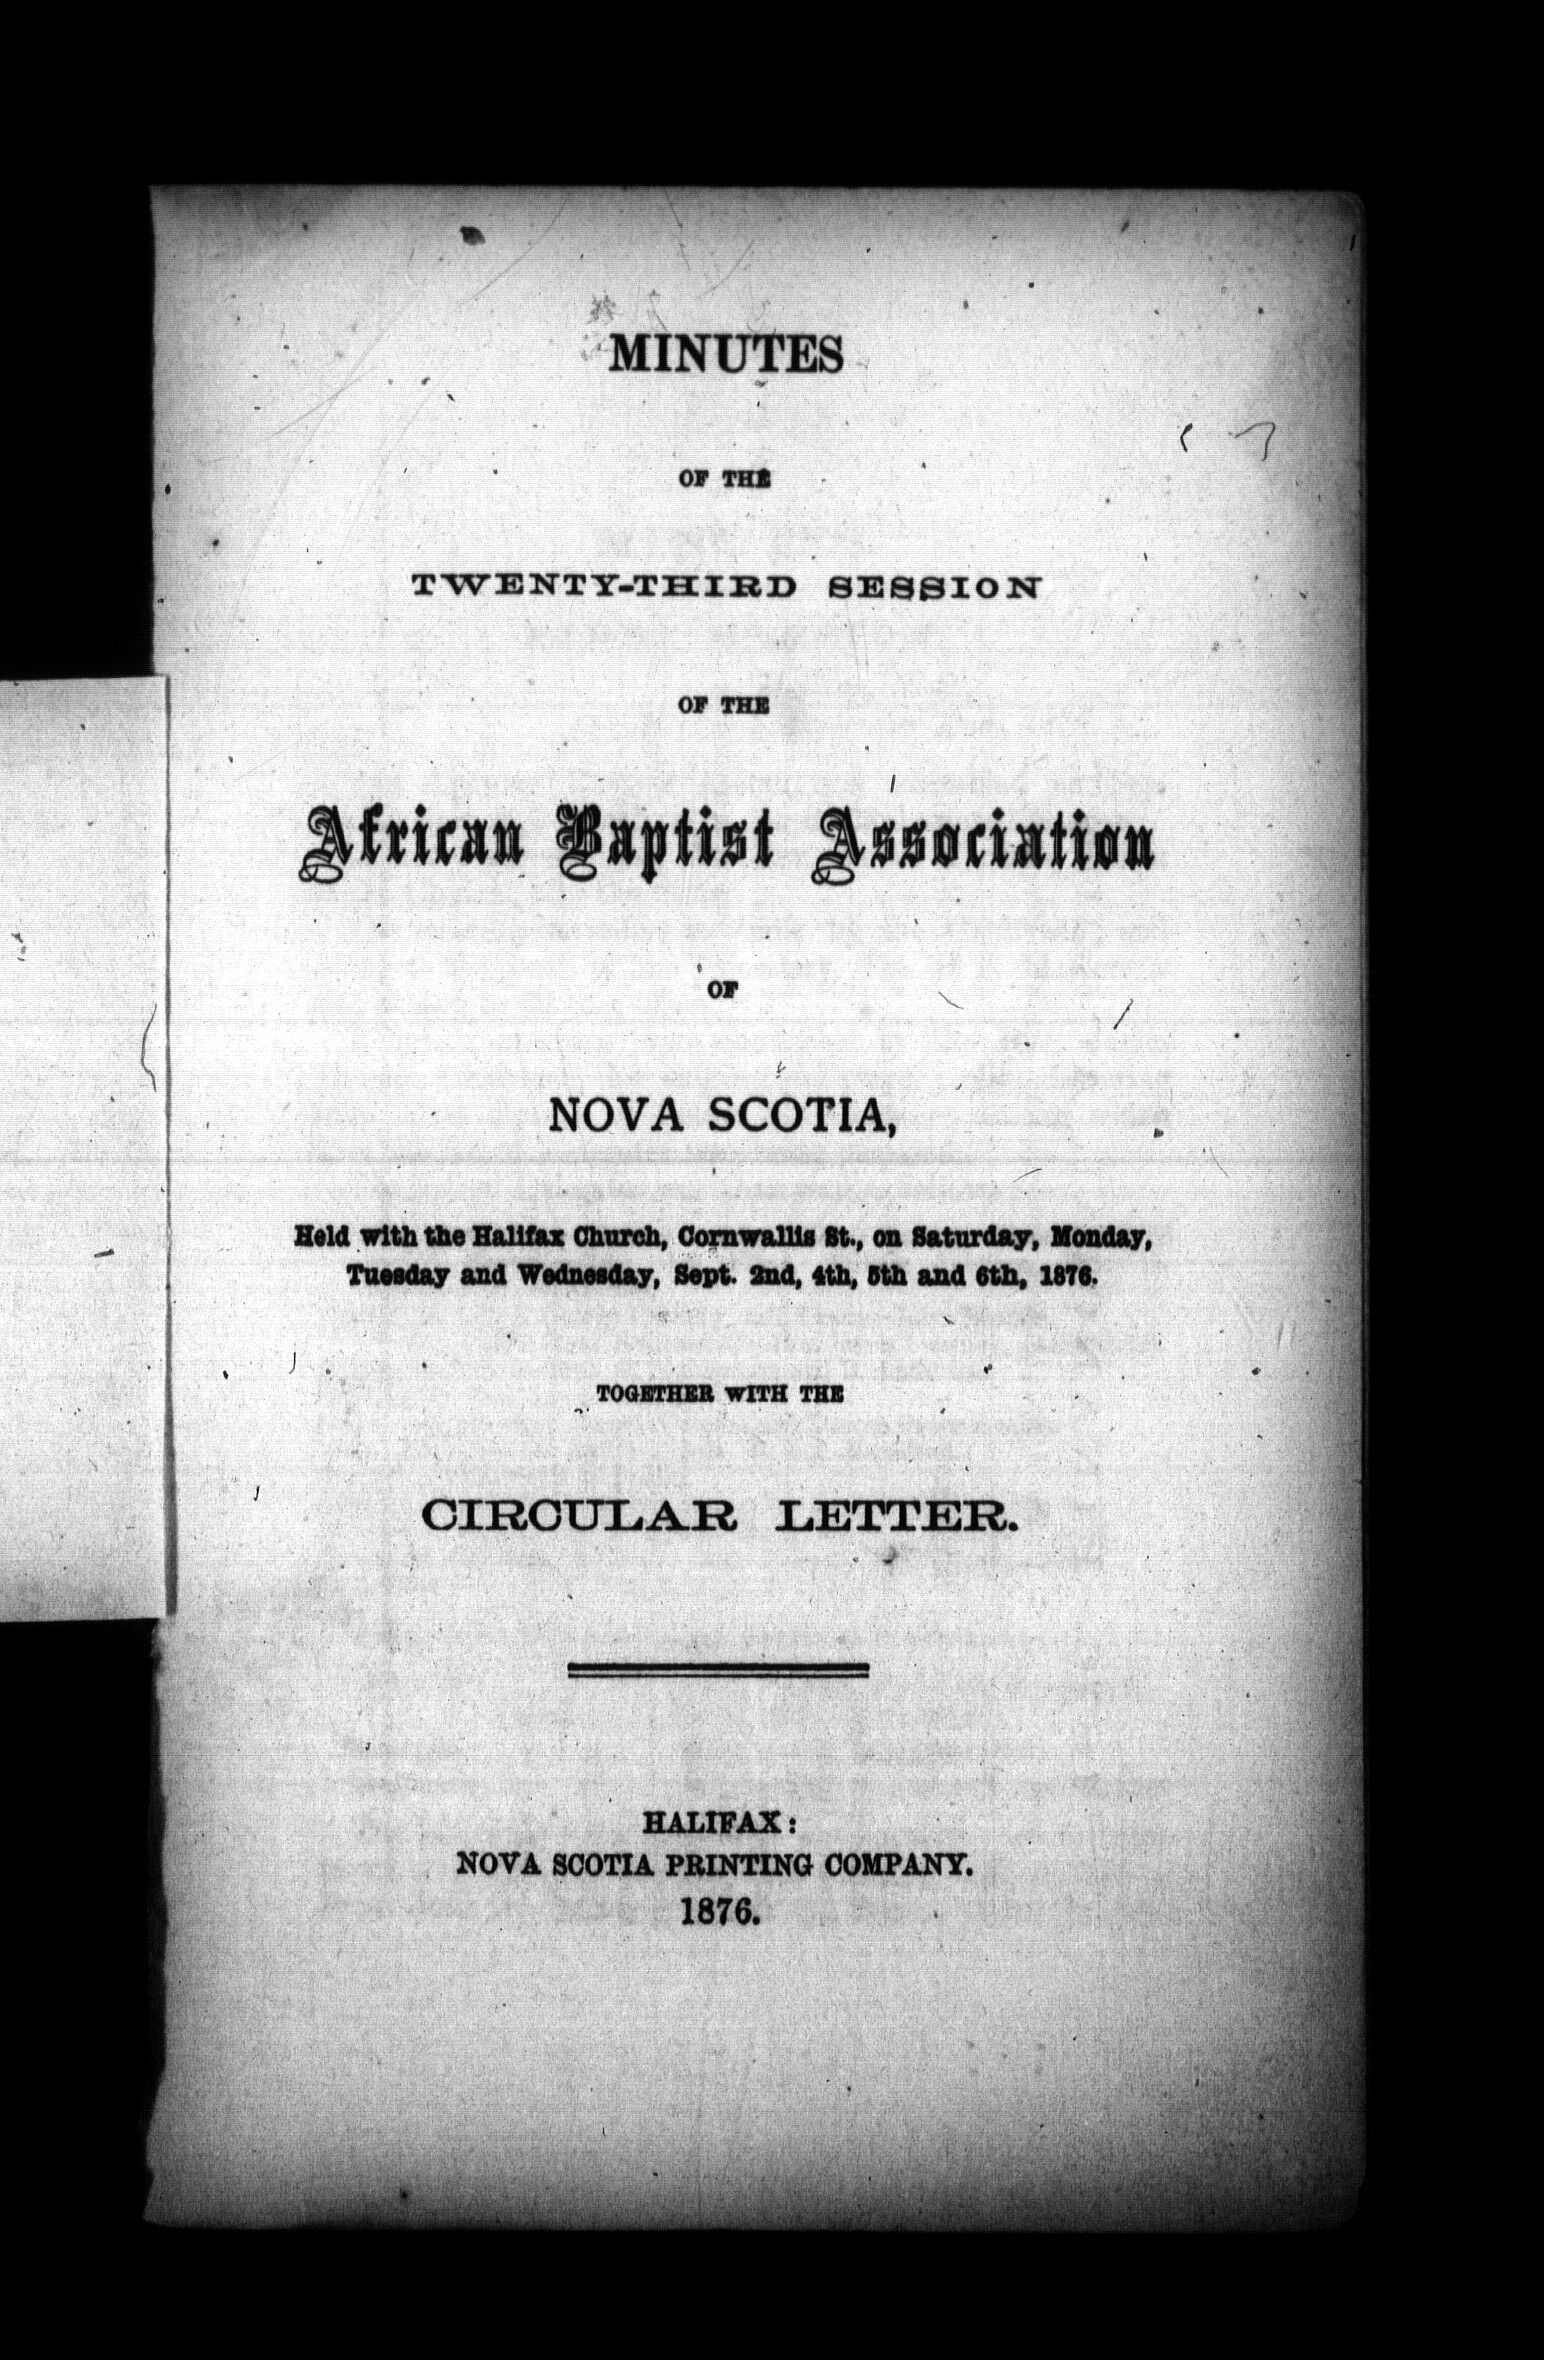 MINUTES
OF THE
TWENTY-THIRD SESSION
OF THE
African Baptist Association
OF
NOVA SCOTIA,
Held with the Halifax Church, Cornwallis St., on Saturday, Monday,
Tuesday and Wednesday, Sept. 2nd, 4th, 5th and 6th, 1876.
TOGETHER WITH THE
CIRCULAR LETTER.
HALIFAX:
NOVA SCOTIA PRINTING COMPANY.
1876.